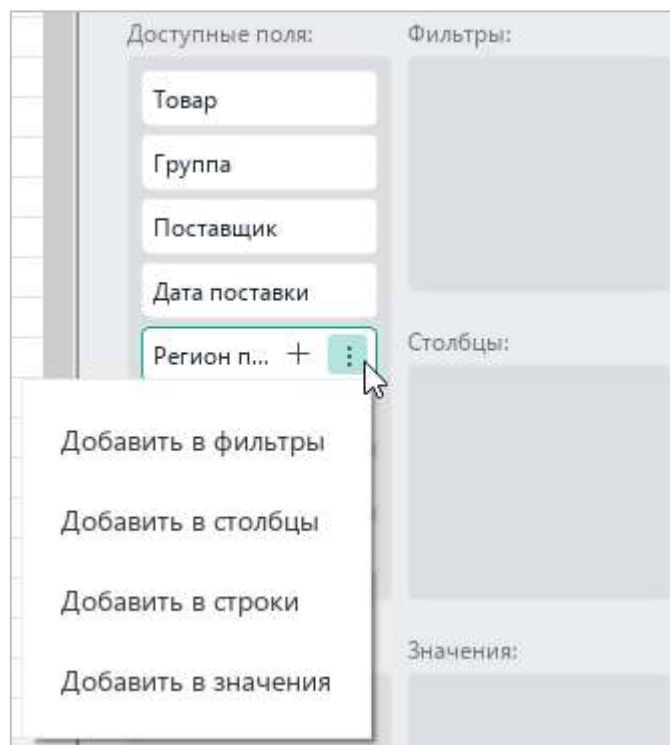 Доступные поля:
Фильтры:
Товар
Группа
Поставщик
Дата поставки
Регион п...
Столбцы:
Добавить в фильтры
Добавить в столбцы
Добавить в строки
Добавить в значения
Значения: